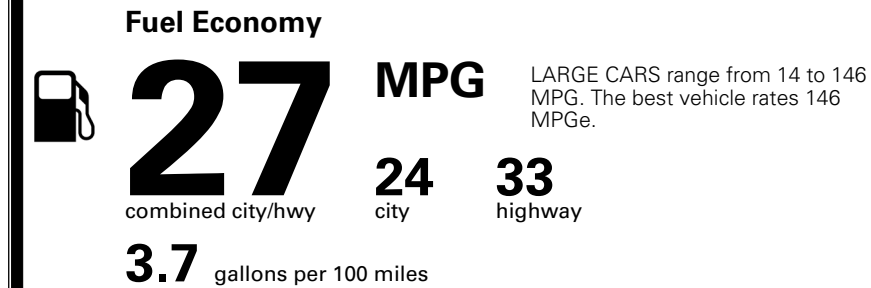 Fuel Economy
27 MPG
LARGE CARS range from 14 to 146
MPG. The best vehicle rates 146
MPGe.
24 33
combined city/hwy city highway
3.7 gallons per 100 miles